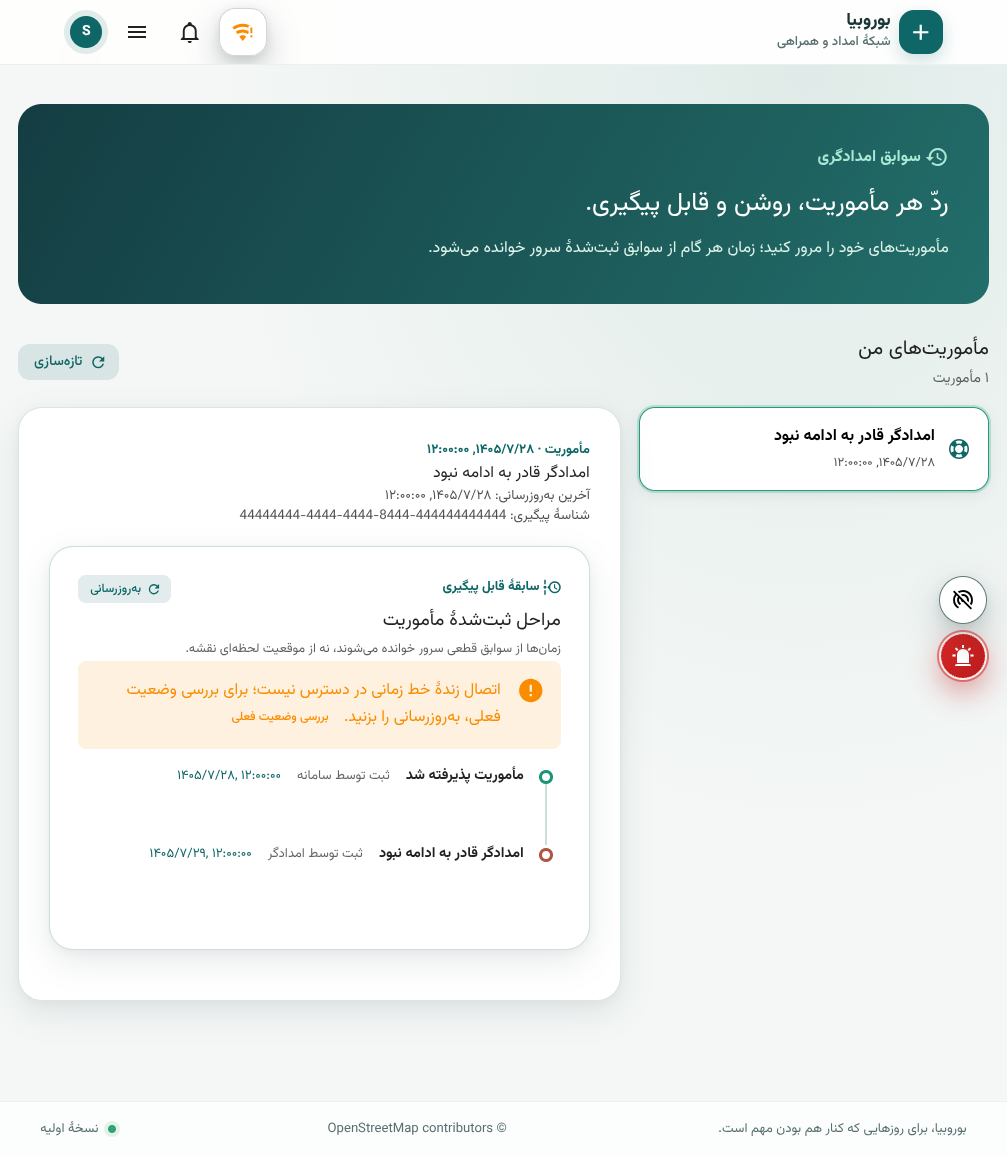 بوروبیا
شبکهٔ امداد و همراهی
S
سوابق امدادگری
ردّ هر مأموریت، روشن و قابل پیگیری.
مأموریت‌های خود را مرور کنید؛ زمان هر گام از سوابق ثبت‌شدهٔ سرور خوانده می‌شود.
مأموریت‌های من
۱ مأموریت
تازه‌سازی
امدادگر قادر به ادامه نبود
۱۴۰۵/۷/۲۸, ۱۲:۰۰:۰۰
مأموریت · ۱۴۰۵/۷/۲۸, ۱۲:۰۰:۰۰
امدادگر قادر به ادامه نبود
آخرین به‌روزرسانی: ۱۴۰۵/۷/۲۸, ۱۲:۰۰:۰۰
شناسهٔ پیگیری: 44444444-4444-4444-8444-444444444444
سابقهٔ قابل پیگیری
به‌روزرسانی
مراحل ثبت‌شدهٔ مأموریت
زمان‌ها از سوابق قطعی سرور خوانده می‌شوند، نه از موقعیت لحظه‌ای نقشه.
اتصال زندهٔ خط زمانی در دسترس نیست؛ برای بررسی وضعیت
فعلی، به‌روزرسانی را بزنید. بررسی وضعیت فعلی
مأموریت پذیرفته شد ثبت توسط سامانه ۱۴۰۵/۷/۲۸, ۱۲:۰۰:۰۰
امدادگر قادر به ادامه نبود ثبت توسط امدادگر ۱۴۰۵/۷/۲۹, ۱۲:۰۰:۰۰
بوروبیا، برای روزهایی که کنار هم بودن مهم است.
© OpenStreetMap contributors
نسخهٔ اولیه